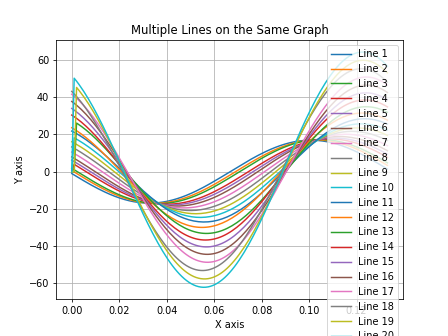 Multiple Lines on the Same Graph
Y axis
60
40
20
0
−20
−40
−60
0.00
0.02
0.04
0.06
0.08
0.10
X axis
Line 1
Line 2
Line 3
Line 4
Line 5
Line 6
Line 7
Line 8
Line 9
Line 10
Line 11
Line 12
Line 13
Line 14
Line 15
Line 16
Line 17
Line 18
Line 19
Line 20